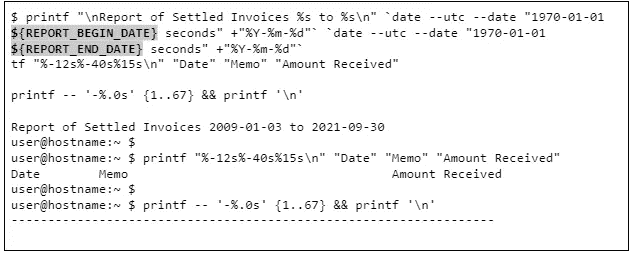 $ printf "\nReport of Settled Invoices %s to %s\n" `date --utc --date "1970-01-01
${REPORT_BEGIN_DATE} seconds" +"%Y-%m-%d"` `date --utc --date "1970-01-01
${REPORT_END_DATE} seconds" +"%Y-%m-%d"`
tf "%-12s%-40s%15s\n" "Date" "Memo" "Amount Received"
printf -- '-%.0s' {1..67} && printf '\n'
Report of Settled Invoices 2009-01-03 to 2021-09-30
user@hostname:~ $
user@hostname:~ $ printf "%-12s%-40s%15s\n" "Date" "Memo" "Amount Received"
Date        Memo                                    Amount Received
user@hostname:~ $
user@hostname:~ $ printf -- '-%.0s' {1..67} && printf '\n'
-------------------------------------------------------------------